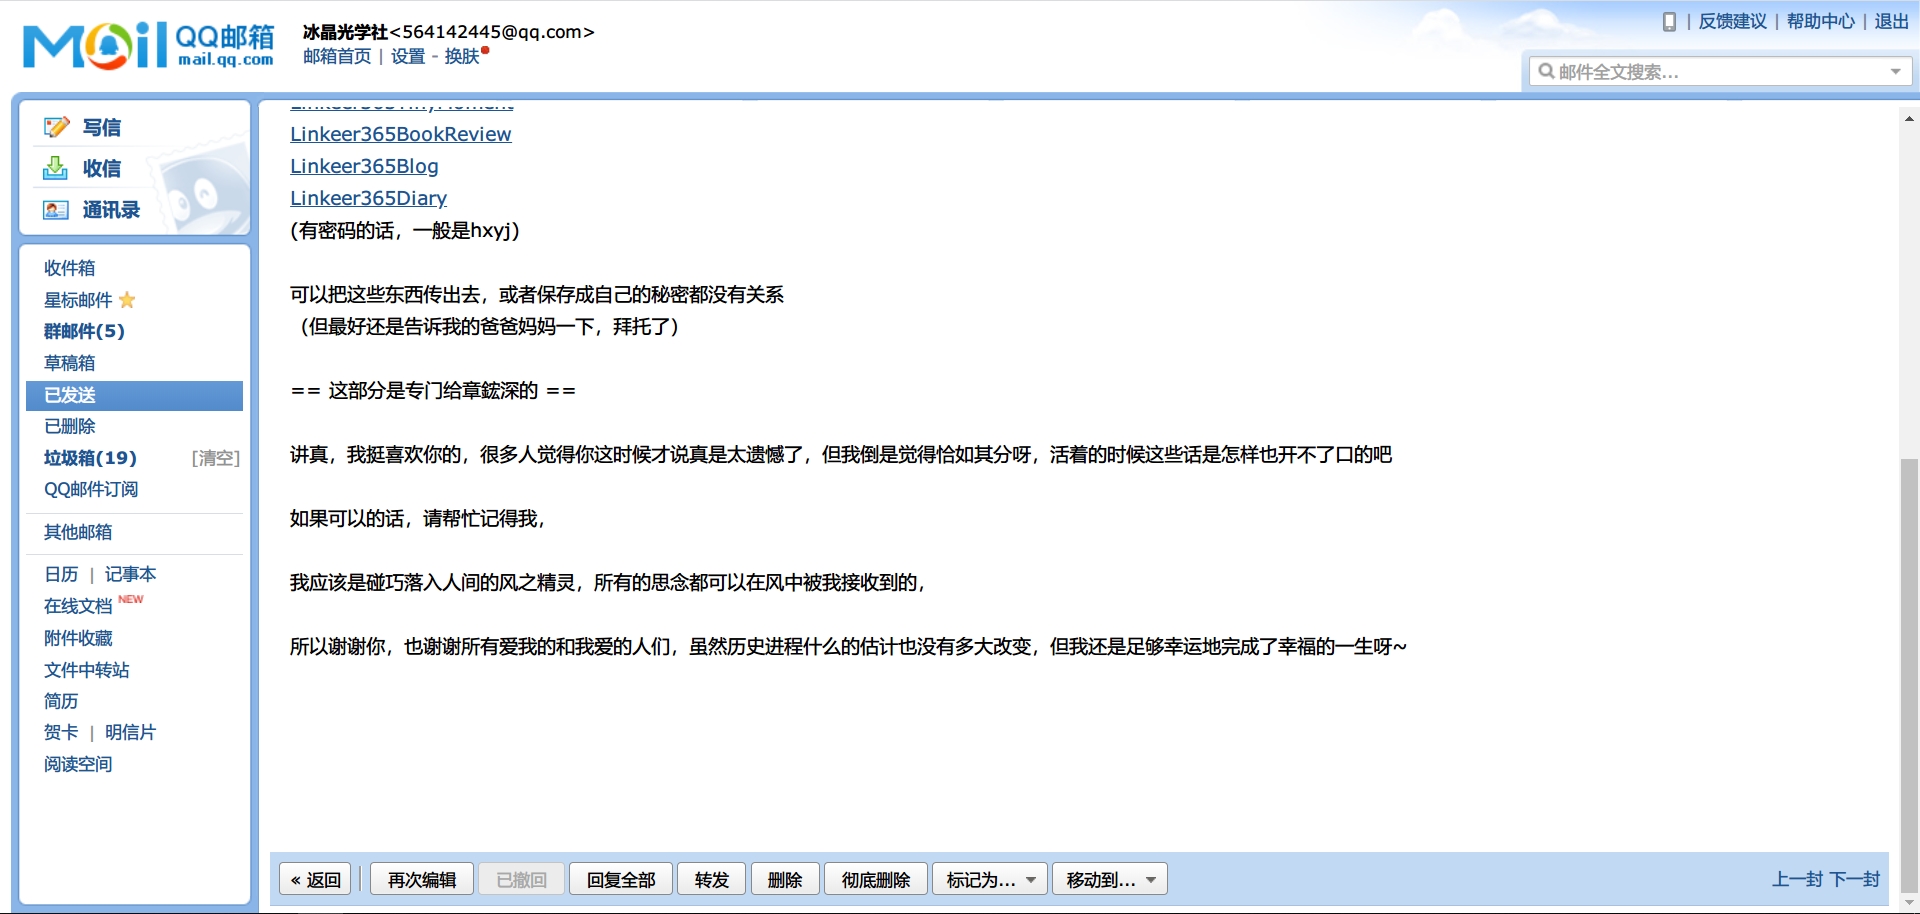 Mail QQ邮箱 mail.qq.com
冰晶光学社<564142445@qq.com>
邮箱首页 | 设置 - 换肤
| 反馈建议 | 帮助中心 | 退出
邮件全文搜索...
写信
收信
通讯录
收件箱
星标邮件
群邮件(5)
草稿箱
已发送
已删除
垃圾箱(19) [清空]
QQ邮件订阅
其他邮箱
日历 | 记事本
在线文档 NEW
附件收藏
文件中转站
简历
贺卡 | 明信片
阅读空间
Linkeer365BookReview
Linkeer365Blog
Linkeer365Diary
(有密码的话，一般是hxyj)
可以把这些东西传出去，或者保存成自己的秘密都没有关系
（但最好还是告诉我的爸爸妈妈一下，拜托了）
== 这部分是专门给章鋐深的 ==
讲真，我挺喜欢你的，很多人觉得你这时候才说真是太遗憾了，但我倒是觉得恰如其分呀，活着的时候这些话是怎样也开不了口的吧
如果可以的话，请帮忙记得我，
我应该是碰巧落入人间的风之精灵，所有的思念都可以在风中被我接收到的，
所以谢谢你，也谢谢所有爱我的和我爱的人们，虽然历史进程什么的估计也没有多大改变，但我还是足够幸运地完成了幸福的一生呀~
« 返回 | 再次编辑 已撤回 回复全部 转发 删除 彻底删除 标记为... 移动到... 上一封 下一封